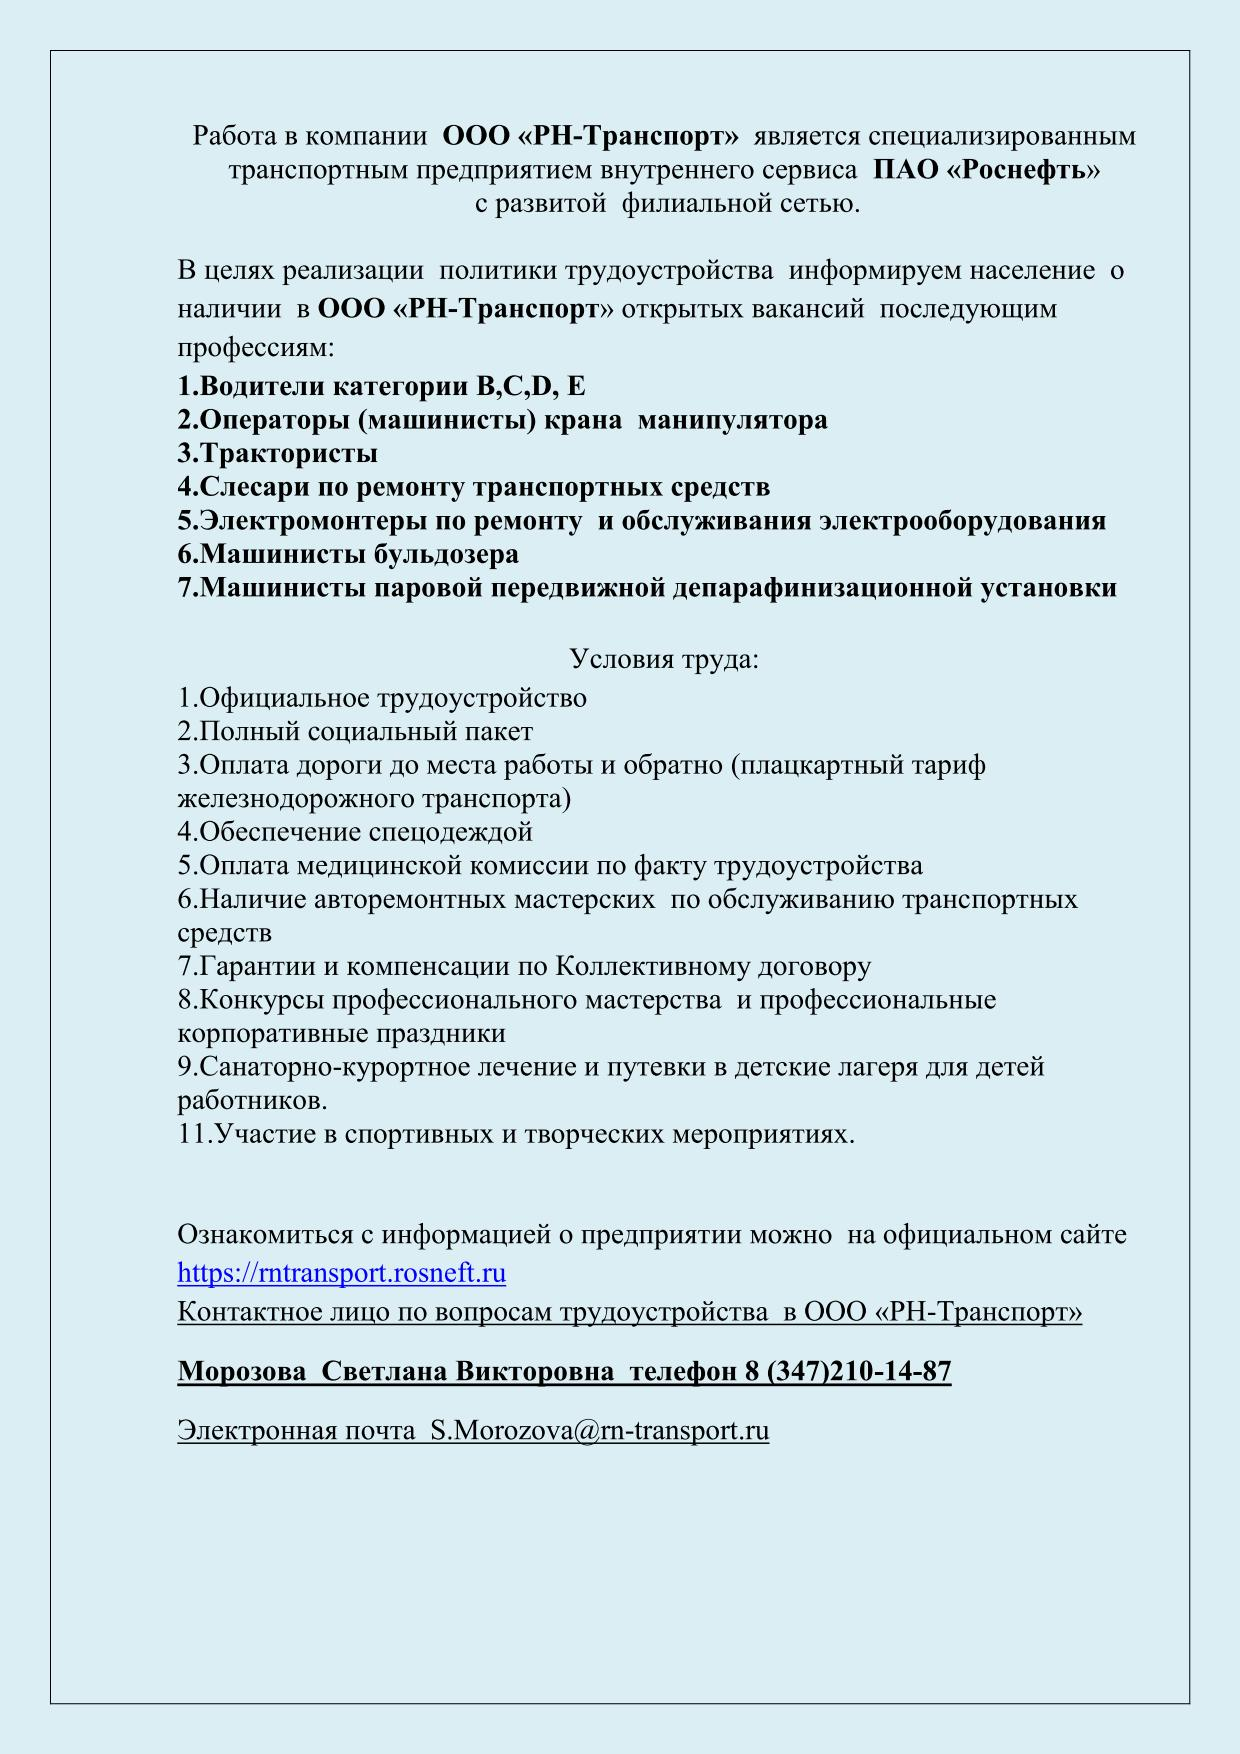 Работа в компании ООО «РН-Транспорт» является специализированным
транспортным предприятием внутреннего сервиса ПАО «Роснефть»
с развитой филиальной сетью.
В целях реализации политики трудоустройства информируем население о
наличии в ООО «РН-Транспорт» открытых вакансий последующим
профессиям:
1.Водители категории B,C,D, E
2.Операторы (машинисты) крана манипулятора
3.Трактористы
4.Слесари по ремонту транспортных средств
5.Электромонтеры по ремонту и обслуживания электрооборудования
6.Машинисты бульдозера
7.Машинисты паровой передвижной депарафинизационной установки
Условия труда:
1.Официальное трудоустройство
2.Полный социальный пакет
3.Оплата дороги до места работы и обратно (плацкартный тариф
железнодорожного транспорта)
4.Обеспечение спецодеждой
5.Оплата медицинской комиссии по факту трудоустройства
6.Наличие авторемонтных мастерских по обслуживанию транспортных
средств
7.Гарантии и компенсации по Коллективному договору
8.Конкурсы профессионального мастерства и профессиональные
корпоративные праздники
9.Санаторно-курортное лечение и путевки в детские лагеря для детей
работников.
11.Участие в спортивных и творческих мероприятиях.
Ознакомиться с информацией о предприятии можно на официальном сайте
https://rntransport.rosneft.ru
Контактное лицо по вопросам трудоустройства в ООО «РН-Транспорт»
Морозова Светлана Викторовна телефон 8 (347)210-14-87
Электронная почта S.Morozova@rn-transport.ru